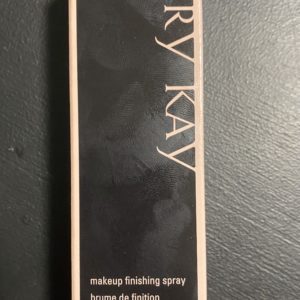 RY KAY
makeup finishing spray
brume de finition